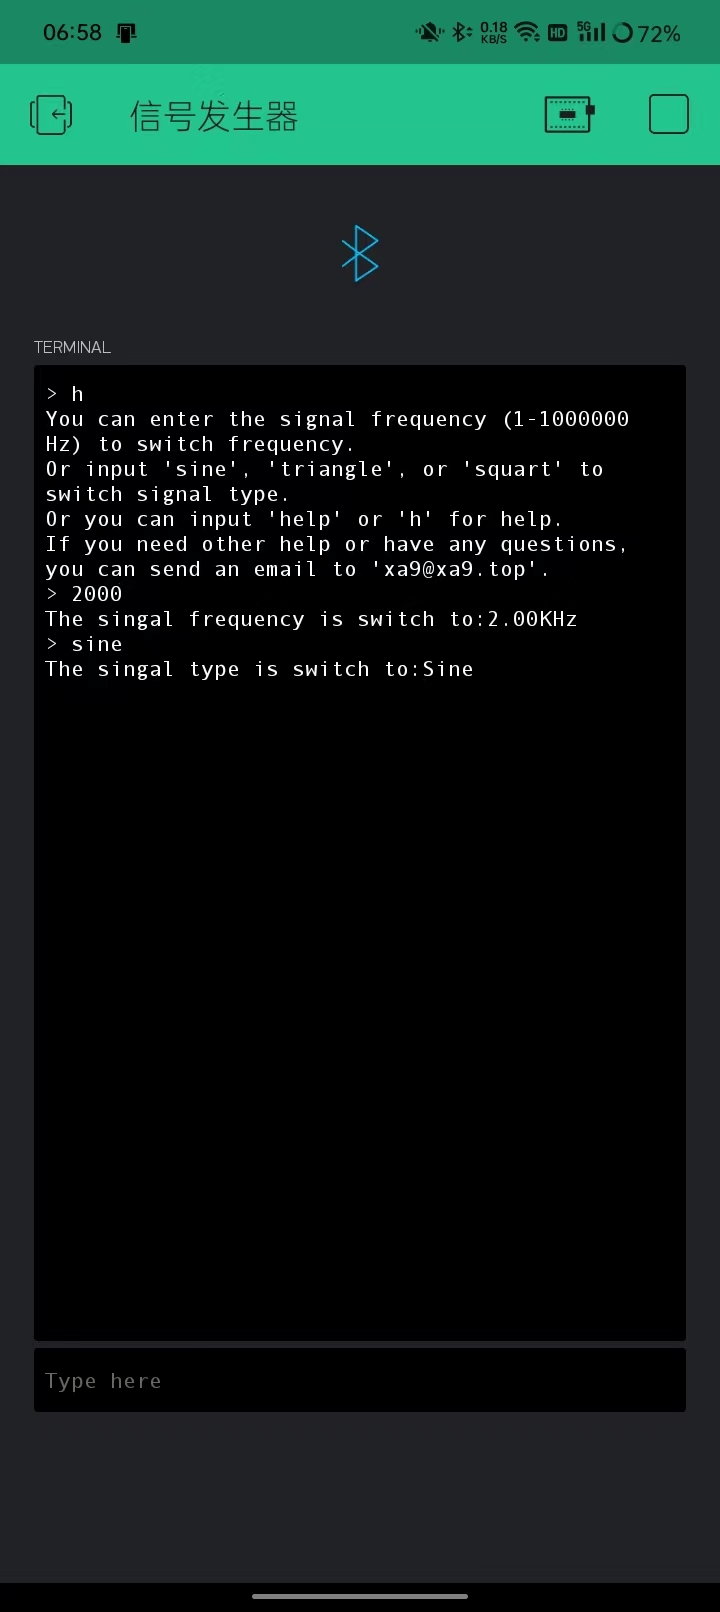 06:58
0.18
KB/S
HD
5G
72%
信号发生器
TERMINAL
> h
You can enter the signal frequency (1-1000000
Hz) to switch frequency.
Or input 'sine', 'triangle', or 'squart' to
switch signal type.
Or you can input 'help' or 'h' for help.
If you need other help or have any questions,
you can send an email to 'xa9@xa9.top'.
> 2000
The singal frequency is switch to:2.00KHz
> sine
The singal type is switch to:Sine
Type here